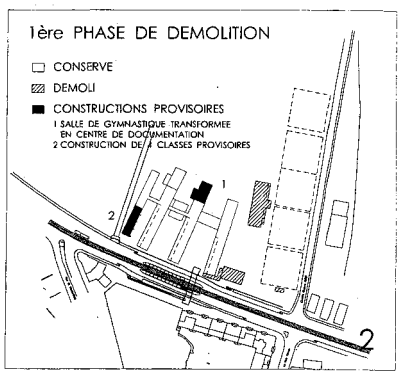 1ère PHASE DE DEMOLITION
CONSERVE
DEMOLI
CONSTRUCTIONS PROVISOIRES
1 SALLE DE GYMNASTIQUE TRANSFORMEE
EN CENTRE DE DOCUMENTATION
2 CONSTRUCTION DE 4 CLASSES PROVISOIRES
1
2
2